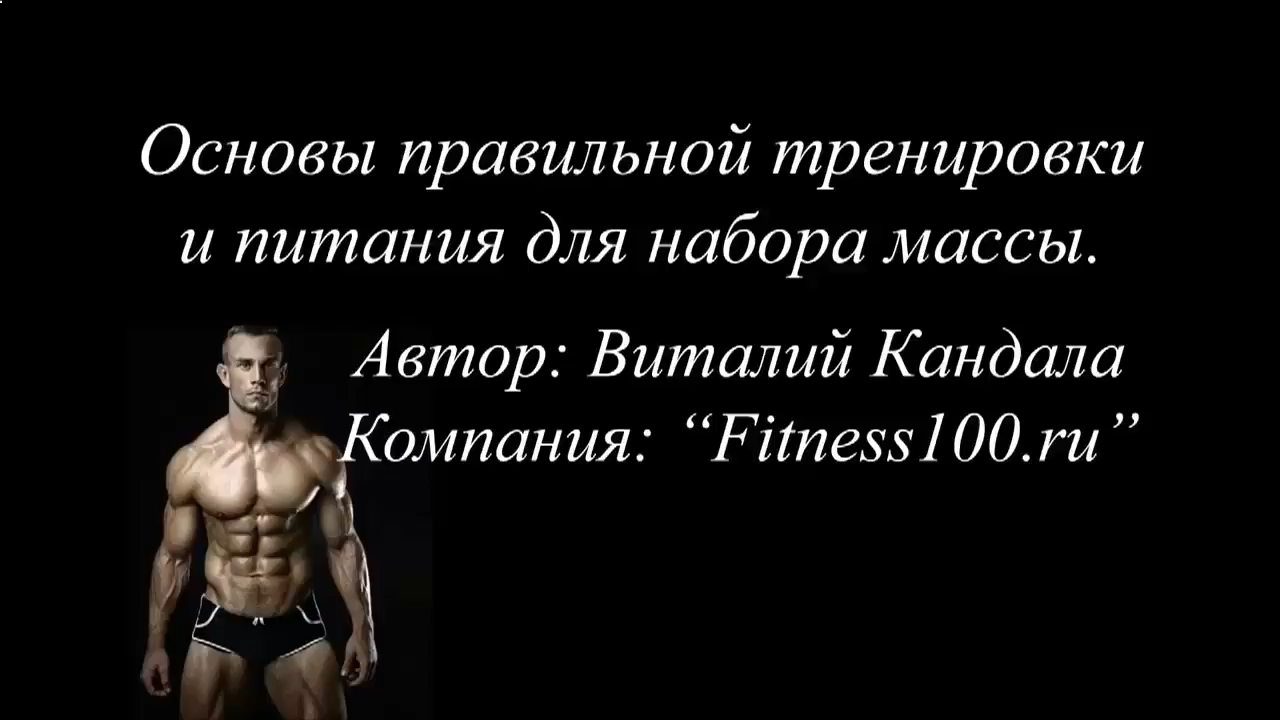 Основы правильной тренировки
и питания для набора массы.
Автор: Виталий Кандала
Компания: “Fitness100.ru”